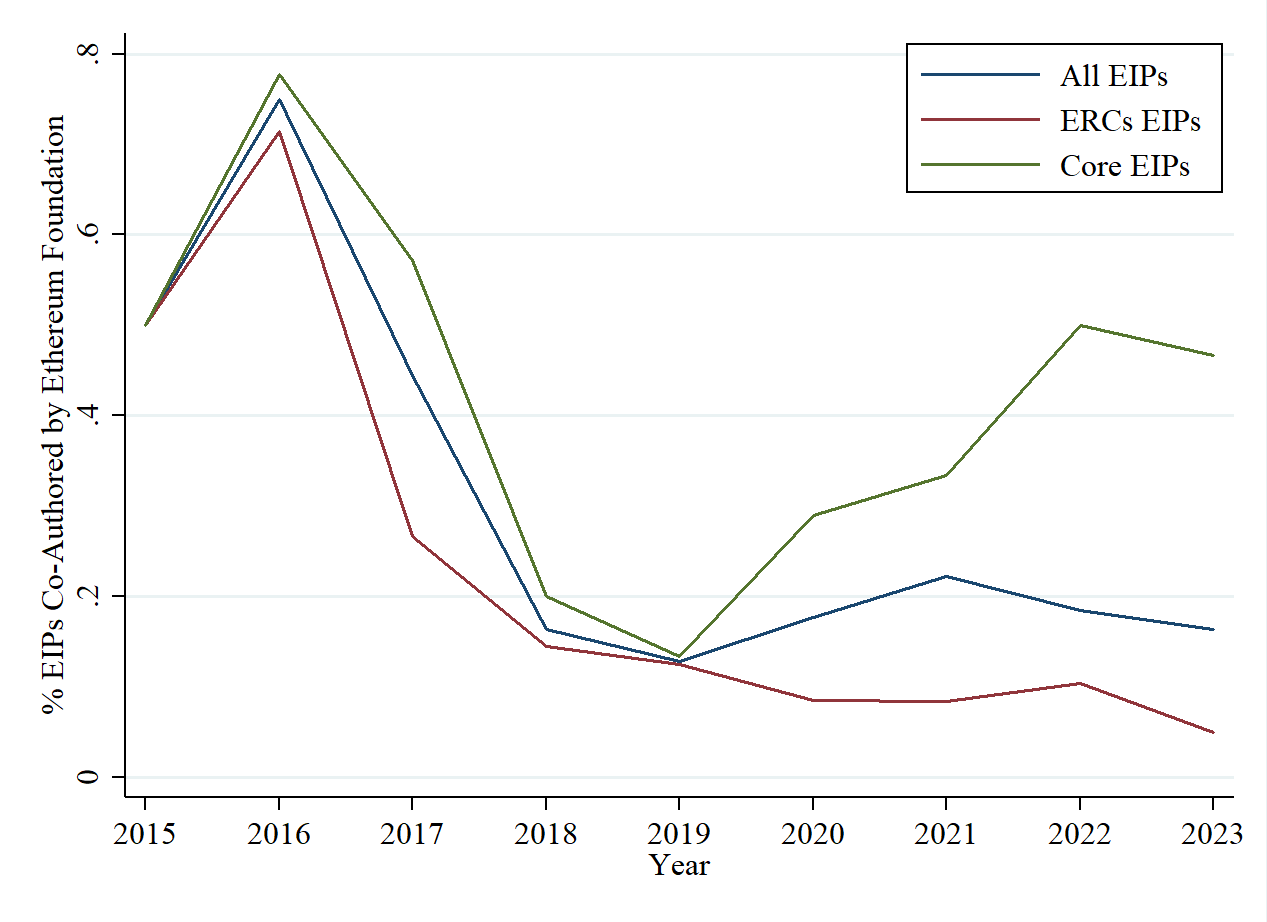 % EIPs Co-Authored by Ethereum Foundation
.8
.6
.4
.2
0
All EIPs
ERCs EIPs
Core EIPs
2015 2016 2017 2018 2019 2020 2021 2022 2023
Year